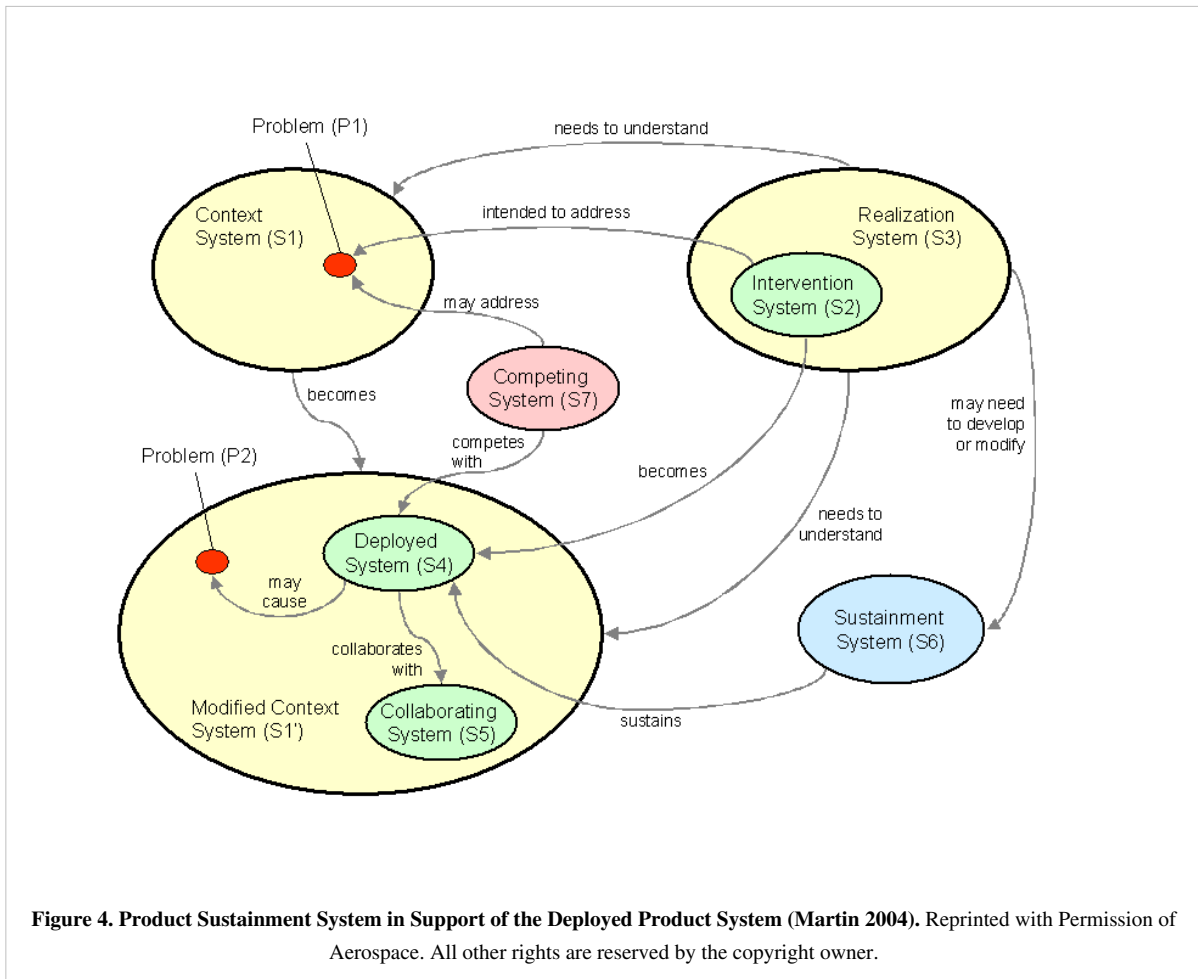 Problem (P1)
needs to understand
Context
System (S1)
intended to address
Realization
System (S3)
Intervention
System (S2)
may address
Competing
System (S7)
becomes
may need
to develop
or modify
competes
with
Problem (P2)
becomes
Deployed
System (S4)
needs to
understand
may
cause
Sustainment
System (S6)
collaborates
with
Modified Context
System (S1')
Collaborating
System (S5)
sustains
Figure 4. Product Sustainment System in Support of the Deployed Product System (Martin 2004). Reprinted with Permission of
Aerospace. All other rights are reserved by the copyright owner.